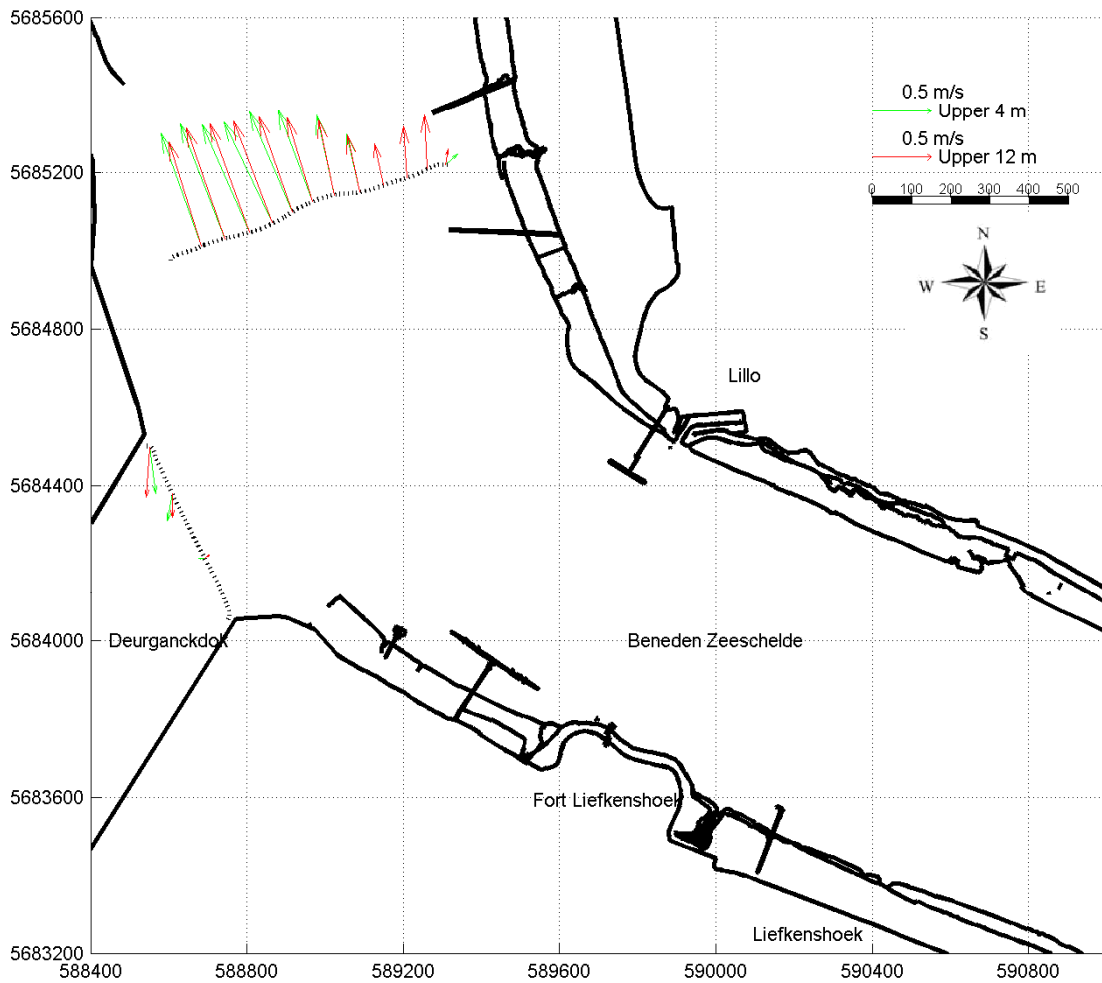 5685600
0.5 m/s
Upper 4 m
0.5 m/s
Upper 12 m
5685200
0 100 200 300 400 500
N
W E
S
5684800
Lillo
5684400
5684000
Deurganckdok
Beneden Zeeschelde
5683600
Fort Liefkenshoek
Liefkenshoek
5683200
588400 588800 589200 589600 590000 590400 590800